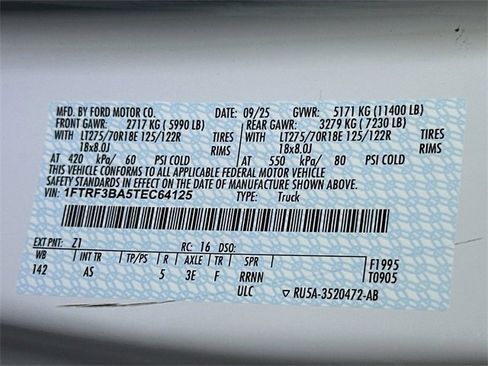 MFD. BY FORD MOTOR CO. DATE: 09/25 GVWR: 5171 KG (11400 LB)
FRONT GAWR: 2717 KG (5990 LB) REAR GAWR: 3279 KG (7230 LB)
WITH LT275/70R18E 125/122R TIRES WITH LT275/70R18E 125/122R TIRES
18x8.0J RIMS 18x8.0J RIMS
AT 420 kPa/ 60 PSI COLD AT 550 kPa/ 80 PSI COLD
THIS VEHICLE CONFORMS TO ALL APPLICABLE FEDERAL MOTOR VEHICLE
SAFETY STANDARDS IN EFFECT ON THE DATE OF MANUFACTURE SHOWN ABOVE.
VIN: 1FTRF3BA5TEC64125 TYPE: Truck
EXT PNT: Z1 RC: 16 DSO: F1995
WB INT TR TP/PS R AXLE TR SPR T0905
142 AS 5 3E F RRNN
ULC ▽ RU5A-3520472-AB